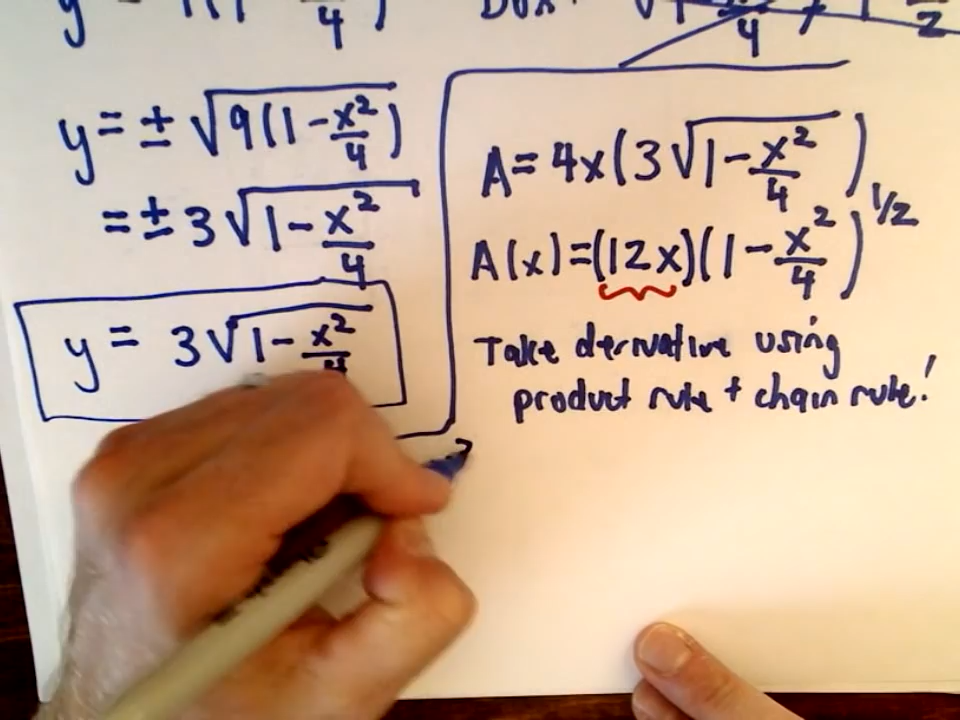 y = ± √9(1 - x²/4)
= ± 3√1 - x²/4
y = 3√1 - x²/4
A = 4x(3√1 - x²/4)
A(x) = (12x)(1 - x²/4)^1/2
Take derivative using
product rule + chain rule!